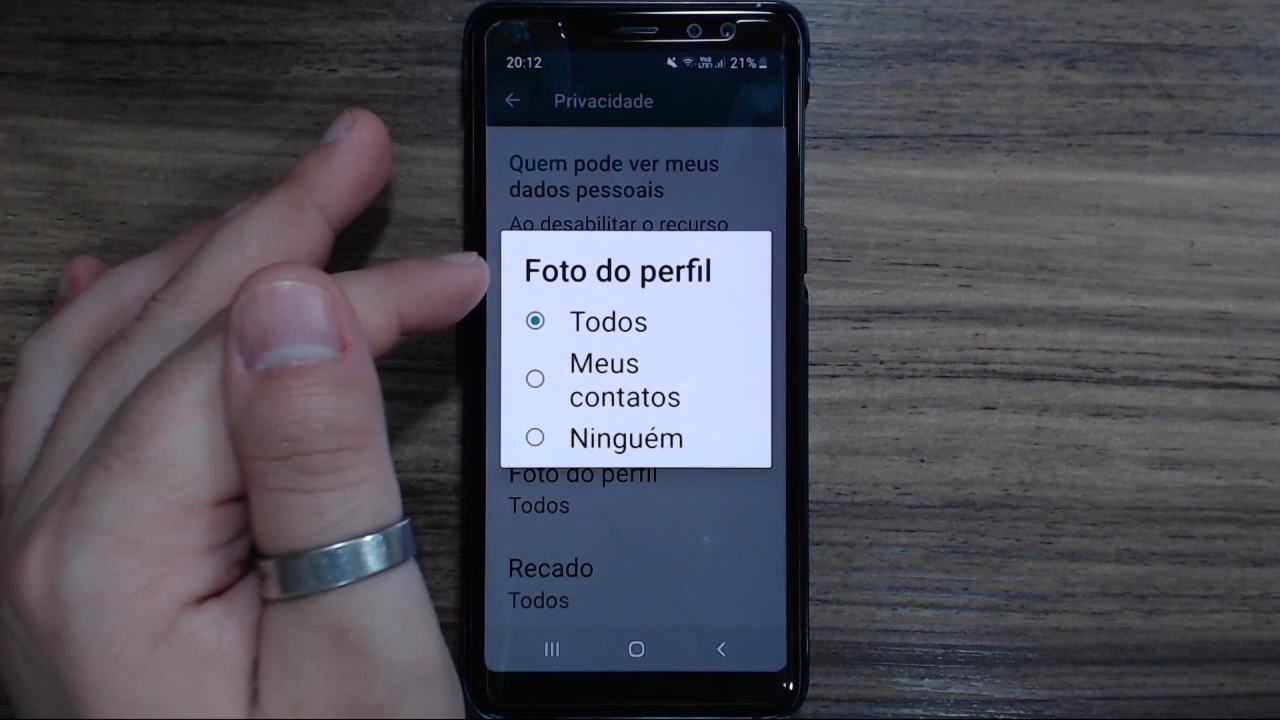 20:12
21%
Privacidade
Quem pode ver meus
dados pessoais
Ao desabilitar o recurso
Foto do perfil
Todos
Meus
contatos
Ninguém
Foto do perfil
Todos
Recado
Todos